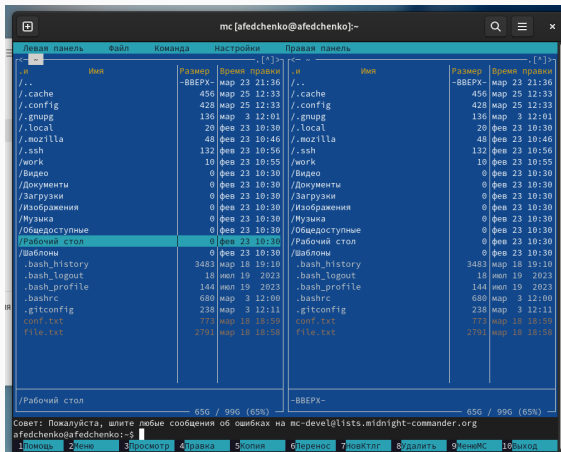 mc [afedchenko@afedchenko]:~
Левая панель Файл Команда Настройки Правая панель
<— ~ .[^]> <— ~ .[^]>
.и Имя Размер Время правки .и Имя Размер Время правки
/.. -ВВЕРХ- мар 23 21:36 /.. -ВВЕРХ- мар 23 21:36
/.cache 456 мар 25 12:33 /.cache 456 мар 25 12:33
/.config 428 мар 25 12:33 /.config 428 мар 25 12:33
/.gnupg 136 мар 3 12:01 /.gnupg 136 мар 3 12:01
/.local 20 фев 23 10:30 /.local 20 фев 23 10:30
/.mozilla 48 фев 23 10:46 /.mozilla 48 фев 23 10:46
/.ssh 132 фев 23 10:56 /.ssh 132 фев 23 10:56
/work 10 фев 23 10:55 /work 10 фев 23 10:55
/Видео 0 фев 23 10:30 /Видео 0 фев 23 10:30
/Документы 0 фев 23 10:30 /Документы 0 фев 23 10:30
/Загрузки 0 фев 23 10:30 /Загрузки 0 фев 23 10:30
/Изображения 0 фев 23 10:30 /Изображения 0 фев 23 10:30
/Музыка 0 фев 23 10:30 /Музыка 0 фев 23 10:30
/Общедоступные 0 фев 23 10:30 /Общедоступные 0 фев 23 10:30
/Рабочий стол 0 фев 23 10:30 /Рабочий стол 0 фев 23 10:30
/Шаблоны 0 фев 23 10:30 /Шаблоны 0 фев 23 10:30
.bash_history 3483 мар 18 19:10 .bash_history 3483 мар 18 19:10
.bash_logout 18 июл 19 2023 .bash_logout 18 июл 19 2023
.bash_profile 144 июл 19 2023 .bash_profile 144 июл 19 2023
.bashrc 680 мар 3 12:00 .bashrc 680 мар 3 12:00
.gitconfig 238 мар 3 12:11 .gitconfig 238 мар 3 12:11
conf.txt 773 мар 18 18:59 conf.txt 773 мар 18 18:59
file.txt 2791 мар 18 18:58 file.txt 2791 мар 18 18:58
/Рабочий стол -ВВЕРХ-
65G / 99G (65%) 65G / 99G (65%)
Совет: Пожалуйста, шлите любые сообщения об ошибках на mc-devel@lists.midnight-commander.org
afedchenko@afedchenko:~$
1Помощь 2Меню 3Просмотр 4Правка 5Копия 6Перенос 7НовКтлг 8Удалить 9МенюMC 10Выход